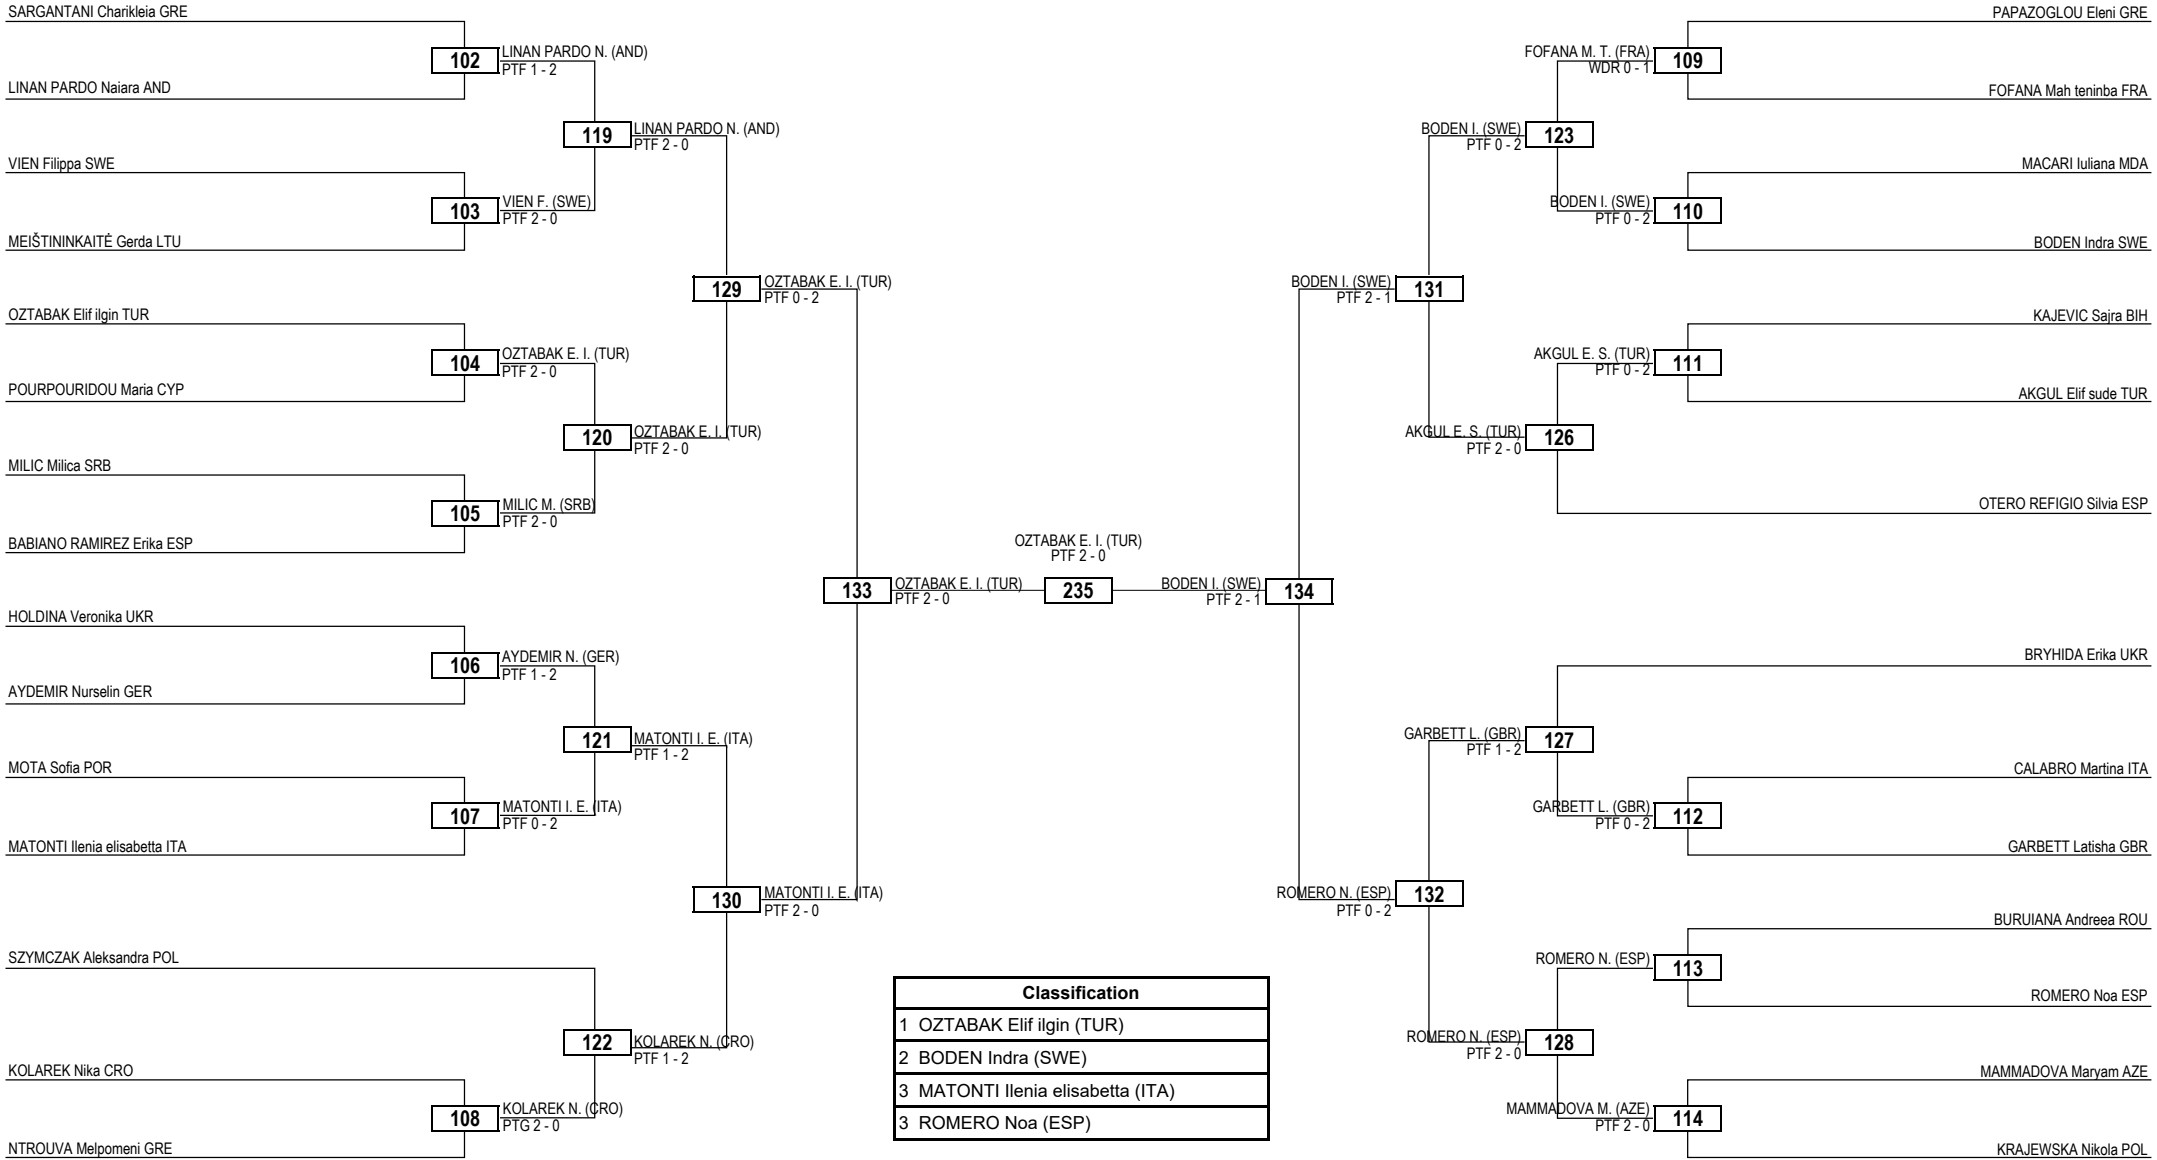 SARGANTANI Charikleia GRE
102
LINAN PARDO N. (AND)
PTF 1 - 2
LINAN PARDO Naiara AND
119
LINAN PARDO N. (AND)
PTF 2 - 0
VIEN Filippa SWE
103
VIEN F. (SWE)
PTF 2 - 0
MEIŠTININKAITĖ Gerda LTU
129
OZTABAK E. I. (TUR)
PTF 0 - 2
OZTABAK Elif ilgin TUR
104
OZTABAK E. I. (TUR)
PTF 2 - 0
POURPOURIDOU Maria CYP
120
OZTABAK E. I. (TUR)
PTF 2 - 0
MILIC Milica SRB
105
MILIC M. (SRB)
PTF 2 - 0
BABIANO RAMIREZ Erika ESP
133
OZTABAK E. I. (TUR)
PTF 2 - 0
HOLDINA Veronika UKR
106
AYDEMIR N. (GER)
PTF 1 - 2
AYDEMIR Nurselin GER
121
MATONTI I. E. (ITA)
PTF 1 - 2
MOTA Sofia POR
107
MATONTI I. E. (ITA)
PTF 0 - 2
MATONTI Ilenia elisabetta ITA
130
MATONTI I. E. (ITA)
PTF 2 - 0
SZYMCZAK Aleksandra POL
122
KOLAREK N. (CRO)
PTF 1 - 2
KOLAREK Nika CRO
108
KOLAREK N. (CRO)
PTG 2 - 0
NTROUVA Melpomeni GRE
OZTABAK E. I. (TUR)
PTF 2 - 0
235
PAPAZOGLOU Eleni GRE
FOFANA M. T. (FRA)
WDR 0 - 1
109
FOFANA Mah teninba FRA
BODEN I. (SWE)
PTF 0 - 2
123
MACARI Iuliana MDA
BODEN I. (SWE)
PTF 0 - 2
110
BODEN Indra SWE
BODEN I. (SWE)
PTF 2 - 1
131
KAJEVIC Sajra BIH
AKGUL E. S. (TUR)
PTF 0 - 2
111
AKGUL Elif sude TUR
AKGUL E. S. (TUR)
PTF 2 - 0
126
OTERO REFIGIO Silvia ESP
BODEN I. (SWE)
PTF 2 - 1
134
BRYHIDA Erika UKR
GARBETT L. (GBR)
PTF 1 - 2
127
CALABRO Martina ITA
GARBETT L. (GBR)
PTF 0 - 2
112
GARBETT Latisha GBR
ROMERO N. (ESP)
PTF 0 - 2
132
BURUIANA Andreea ROU
ROMERO N. (ESP)
113
ROMERO Noa ESP
ROMERO N. (ESP)
PTF 2 - 0
128
MAMMADOVA Maryam AZE
MAMMADOVA M. (AZE)
PTF 2 - 0
114
KRAJEWSKA Nikola POL
Classification
1 OZTABAK Elif ilgin (TUR)
2 BODEN Indra (SWE)
3 MATONTI Ilenia elisabetta (ITA)
3 ROMERO Noa (ESP)